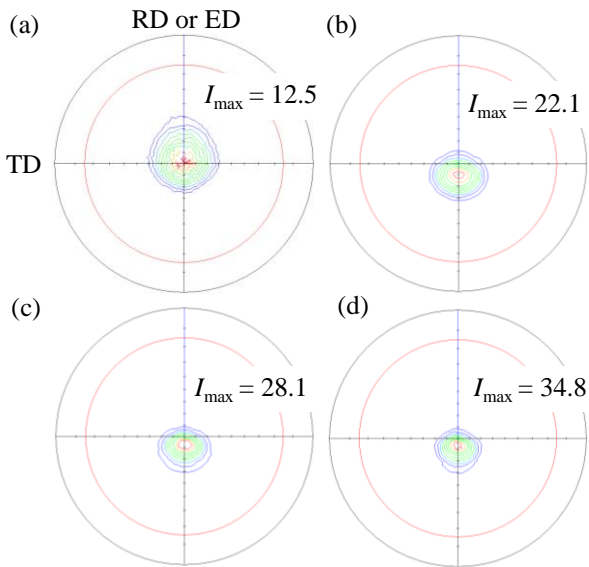 RD or ED
(a)
I_max = 12.5
TD
(b)
I_max = 22.1
(c)
I_max = 28.1
(d)
I_max = 34.8